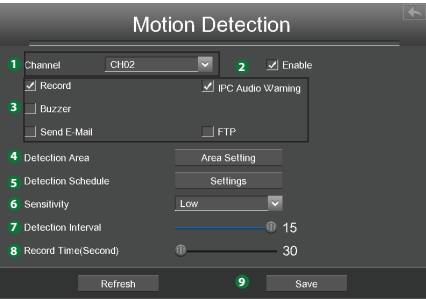 Motion Detection
1 Channel CH02 2 Enable
Record IPC Audio Warning
3 Buzzer
Send E-Mail FTP
4 Detection Area Area Setting
5 Detection Schedule Settings
6 Sensitivity Low
7 Detection Interval 15
8 Record Time(Second) 30
Refresh 9 Save